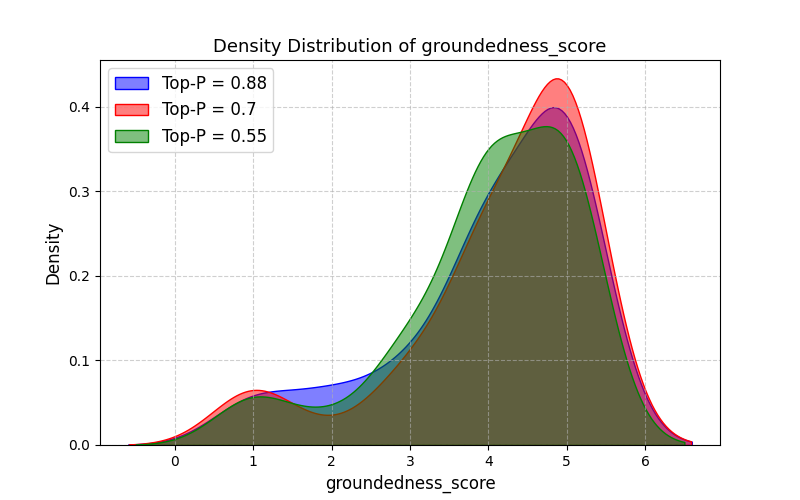 Density Distribution of groundedness_score
Top-P = 0.88
Top-P = 0.7
Top-P = 0.55
Density
0.4
0.3
0.2
0.1
0.0
0 1 2 3 4 5 6
groundedness_score